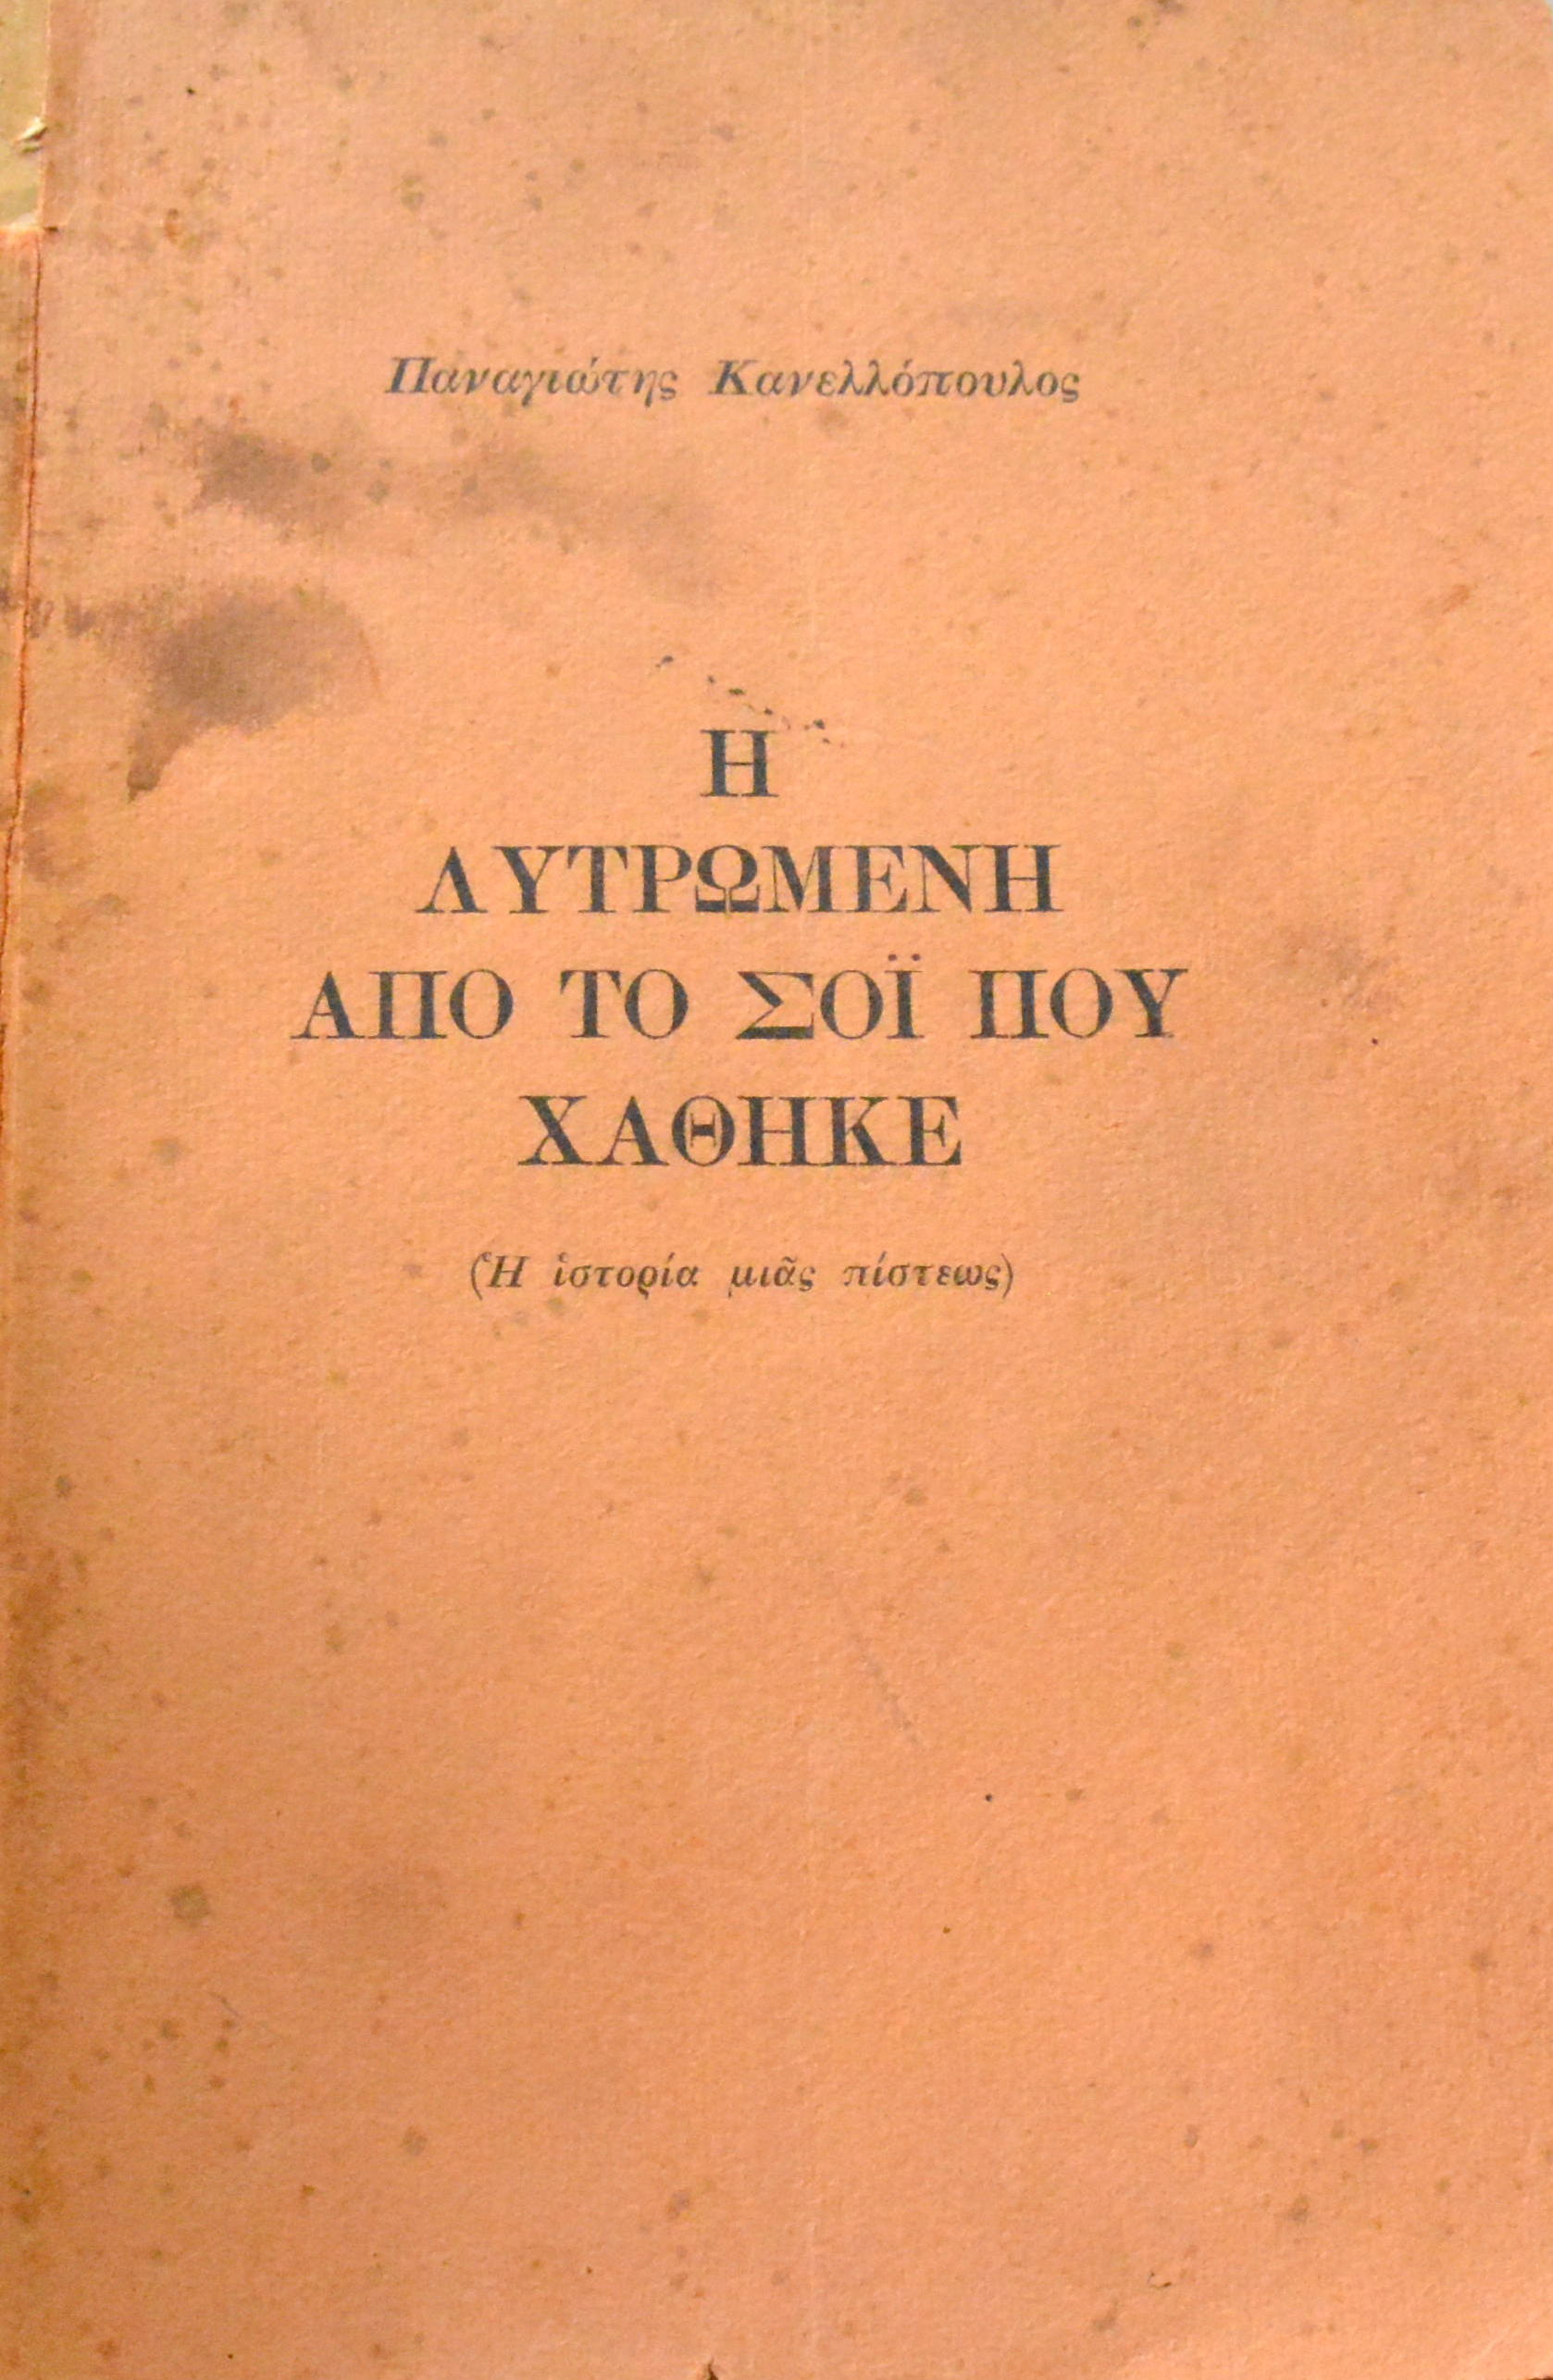 Παναγιώτης Κανελλόπουλος
Η
ΛΥΤΡΩΜΕΝΗ
ΑΠΟ ΤΟ ΣΟΪ ΠΟΥ
ΧΑΘΗΚΕ
(Ἡ ἱστορία μιᾶς πίστεως)